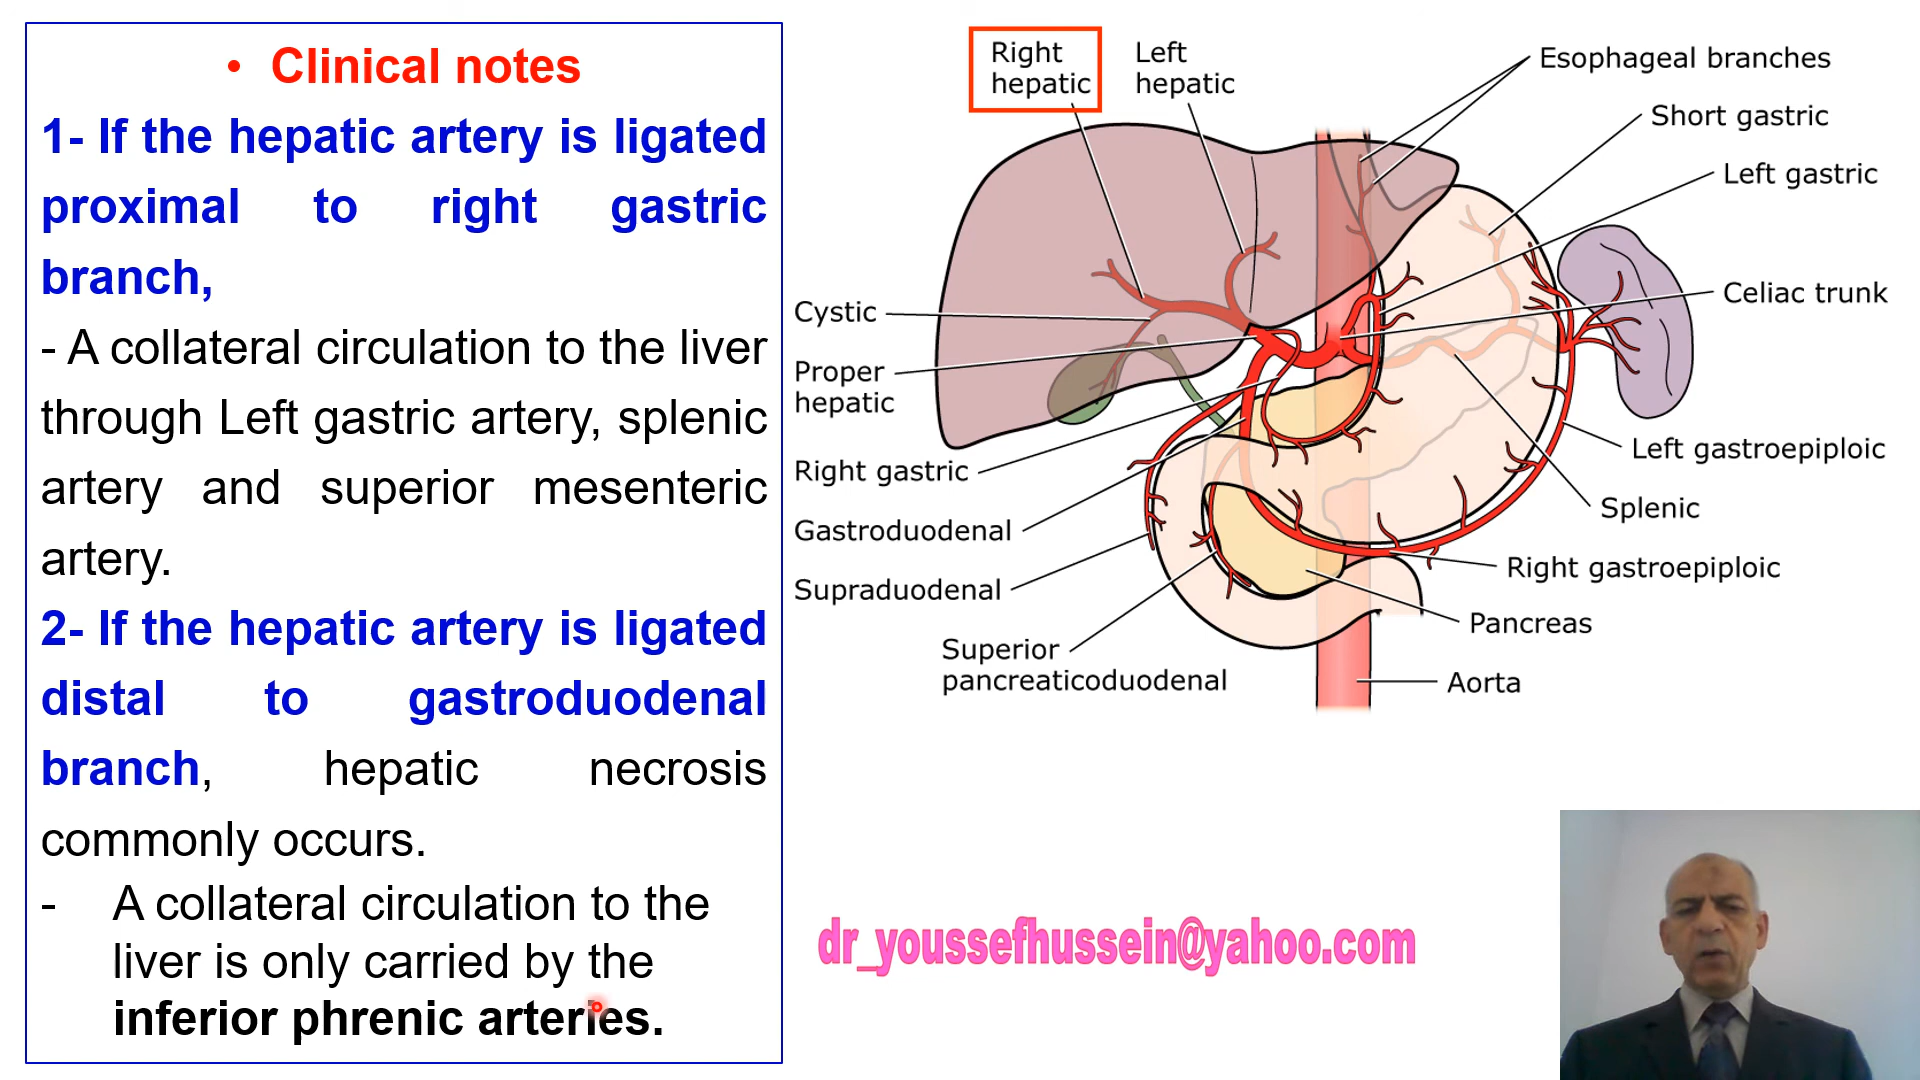 • Clinical notes
1- If the hepatic artery is ligated
proximal to right gastric
branch,
- A collateral circulation to the liver
through Left gastric artery, splenic
artery and superior mesenteric
artery.
2- If the hepatic artery is ligated
distal to gastroduodenal
branch, hepatic necrosis
commonly occurs.
- A collateral circulation to the
liver is only carried by the
inferior phrenic arteries.
Right
hepatic
Left
hepatic
Esophageal branches
Short gastric
Left gastric
Celiac trunk
Cystic
Proper
hepatic
Right gastric
Gastroduodenal
Supraduodenal
Superior
pancreaticoduodenal
Left gastroepiploic
Splenic
Right gastroepiploic
Pancreas
Aorta
dr_youssefhussein@yahoo.com